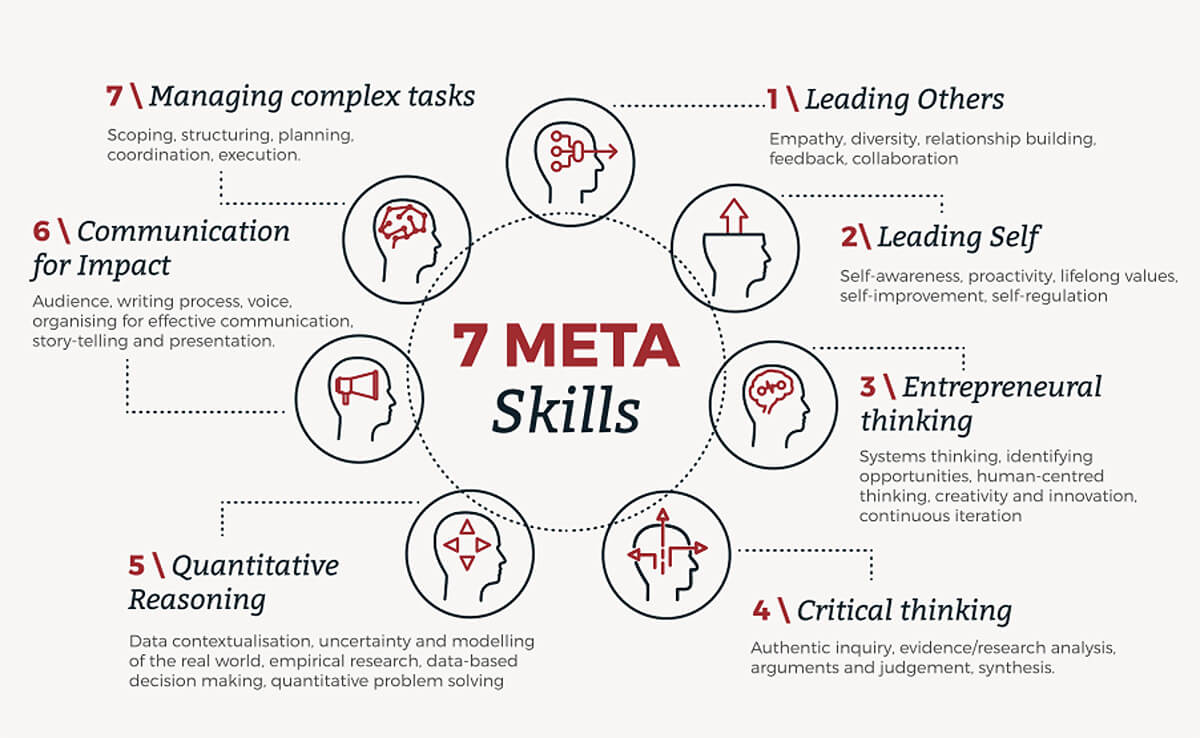 7 META
Skills
1 \ Leading Others
Empathy, diversity, relationship building,
feedback, collaboration
2\ Leading Self
Self-awareness, proactivity, lifelong values,
self-improvement, self-regulation
3 \ Entrepreneural
thinking
Systems thinking, identifying
opportunities, human-centred
thinking, creativity and innovation,
continuous iteration
4 \ Critical thinking
Authentic inquiry, evidence/research analysis,
arguments and judgement, synthesis.
5 \ Quantitative
Reasoning
Data contextualisation, uncertainty and modelling
of the real world, empirical research, data-based
decision making, quantitative problem solving
6 \ Communication
for Impact
Audience, writing process, voice,
organising for effective communication,
story-telling and presentation.
7 \ Managing complex tasks
Scoping, structuring, planning,
coordination, execution.